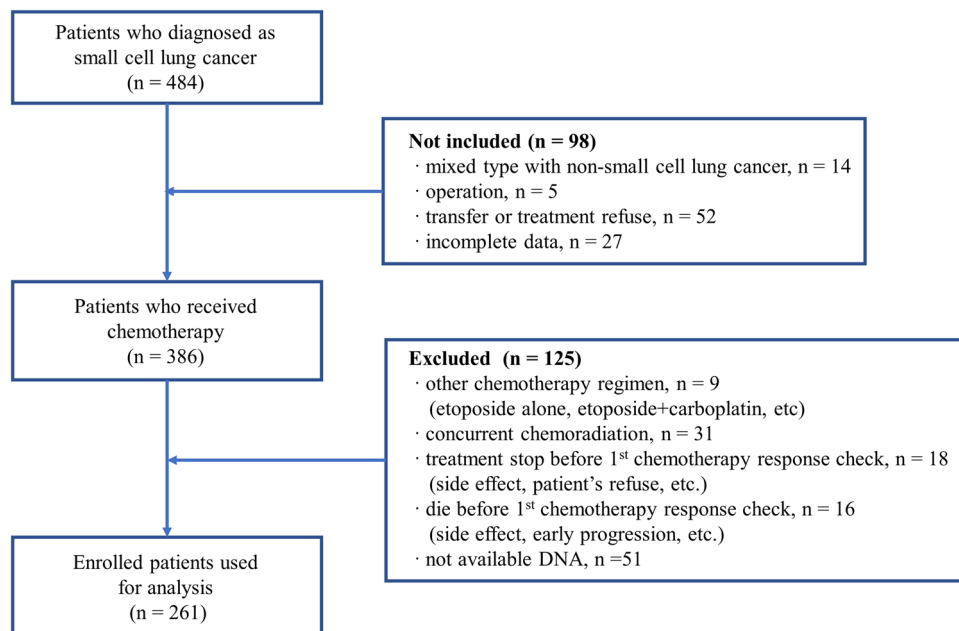 Patients who diagnosed as
small cell lung cancer
(n = 484)
Not included (n = 98)
· mixed type with non-small cell lung cancer, n = 14
· operation, n = 5
· transfer or treatment refuse, n = 52
· incomplete data, n = 27
Patients who received
chemotherapy
(n = 386)
Excluded (n = 125)
· other chemotherapy regimen, n = 9
(etoposide alone, etoposide+carboplatin, etc)
· concurrent chemoradiation, n = 31
· treatment stop before 1st chemotherapy response check, n = 18
(side effect, patient’s refuse, etc.)
· die before 1st chemotherapy response check, n = 16
(side effect, early progression, etc.)
· not available DNA, n =51
Enrolled patients used
for analysis
(n = 261)